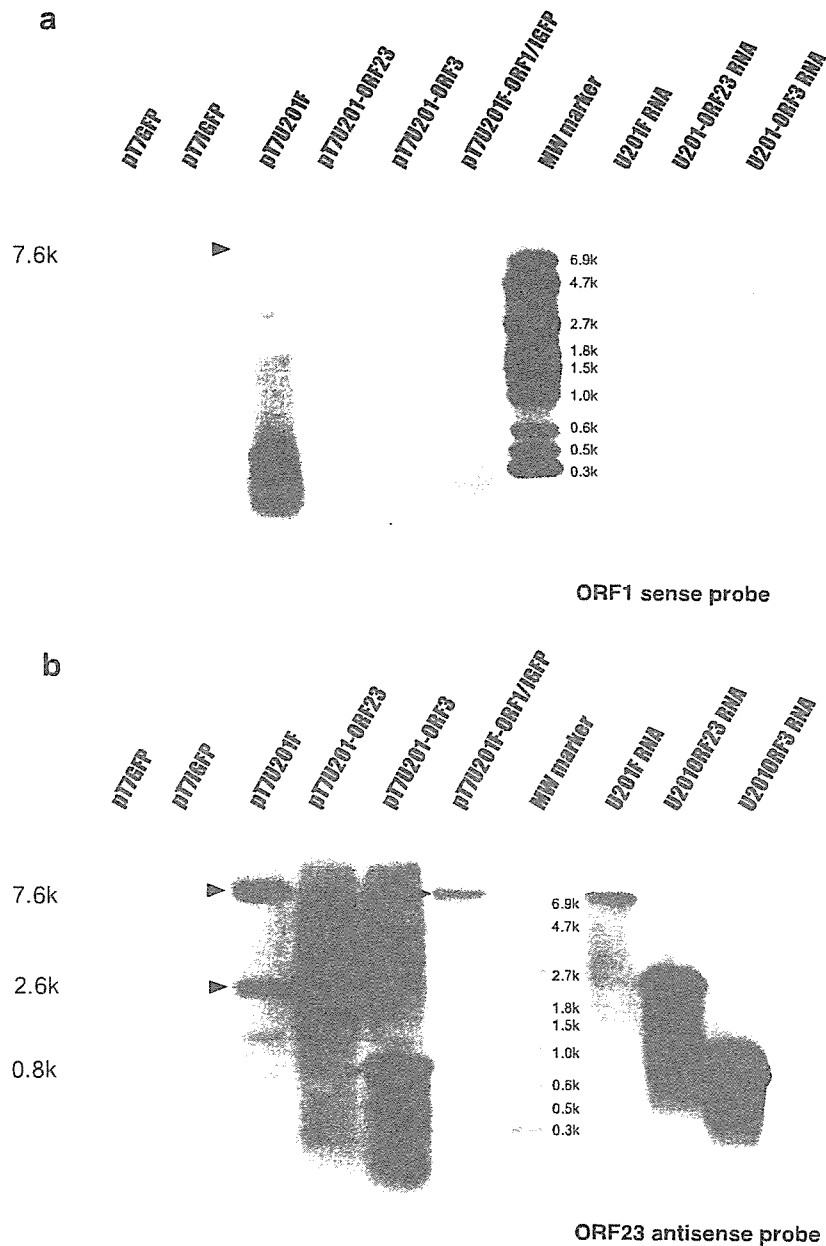 a
pT7GFP
pT7IGFP
pT7U201F
pT7U201-ORF23
pT7U201-ORF3
pT7U201F-ORF1/IGFP
MW marker
U201F RNA
U201-ORF23 RNA
U201-ORF3 RNA
7.6k
6.9k
4.7k
2.7k
1.8k
1.5k
1.0k
0.6k
0.5k
0.3k
ORF1 sense probe
b
pT7GFP
pT7IGFP
pT7U201F
pT7U201-ORF23
pT7U201-ORF3
pT7U201F-ORF1/IGFP
MW marker
U201F RNA
U201ORF23 RNA
U201ORF3 RNA
7.6k
2.6k
0.8k
6.9k
4.7k
2.7k
1.8k
1.5k
1.0k
0.6k
0.5k
0.3k
ORF23 antisense probe